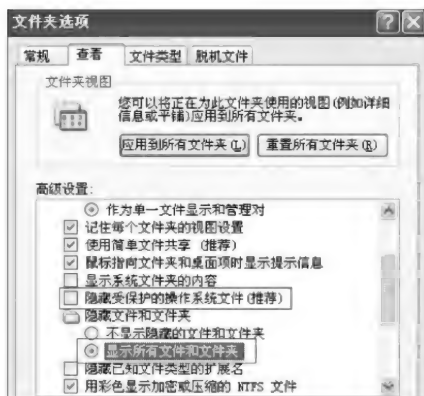 文件夹选项
常规 查看 文件类型 脱机文件
文件夹视图
您可以将正在为此文件夹使用的视图(例如详细
信息或平铺)应用到所有文件夹。
应用到所有文件夹(L) 重置所有文件夹(R)
高级设置:
作为单一文件显示和管理对
记住每个文件夹的视图设置
使用简单文件共享 (推荐)
鼠标指向文件夹和桌面项时显示提示信息
显示系统文件夹的内容
隐藏受保护的操作系统文件(推荐)
隐藏文件和文件夹
不显示隐藏的文件和文件夹
显示所有文件和文件夹
隐藏已知文件类型的扩展名
用彩色显示加密或压缩的 NTFS 文件